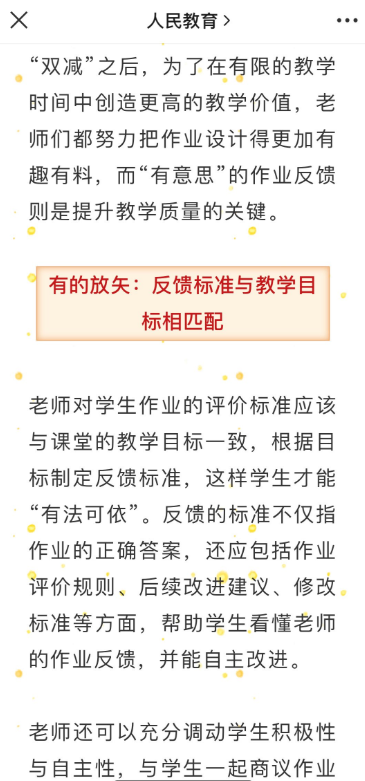 人民教育
“双减”之后，为了在有限的教学
时间中创造更高的教学价值，老
师们都努力把作业设计得更加有
趣有料，而“有意思”的作业反馈
则是提升教学质量的关键。
有的放矢：反馈标准与教学目
标相匹配
老师对学生作业的评价标准应该
与课堂的教学目标一致，根据目
标制定反馈标准，这样学生才能
“有法可依”。反馈的标准不仅指
作业的正确答案，还应包括作业
评价规则、后续改进建议、修改
标准等方面，帮助学生看懂老师
的作业反馈，并能自主改进。
老师还可以充分调动学生积极性
与自主性，与学生一起商议作业